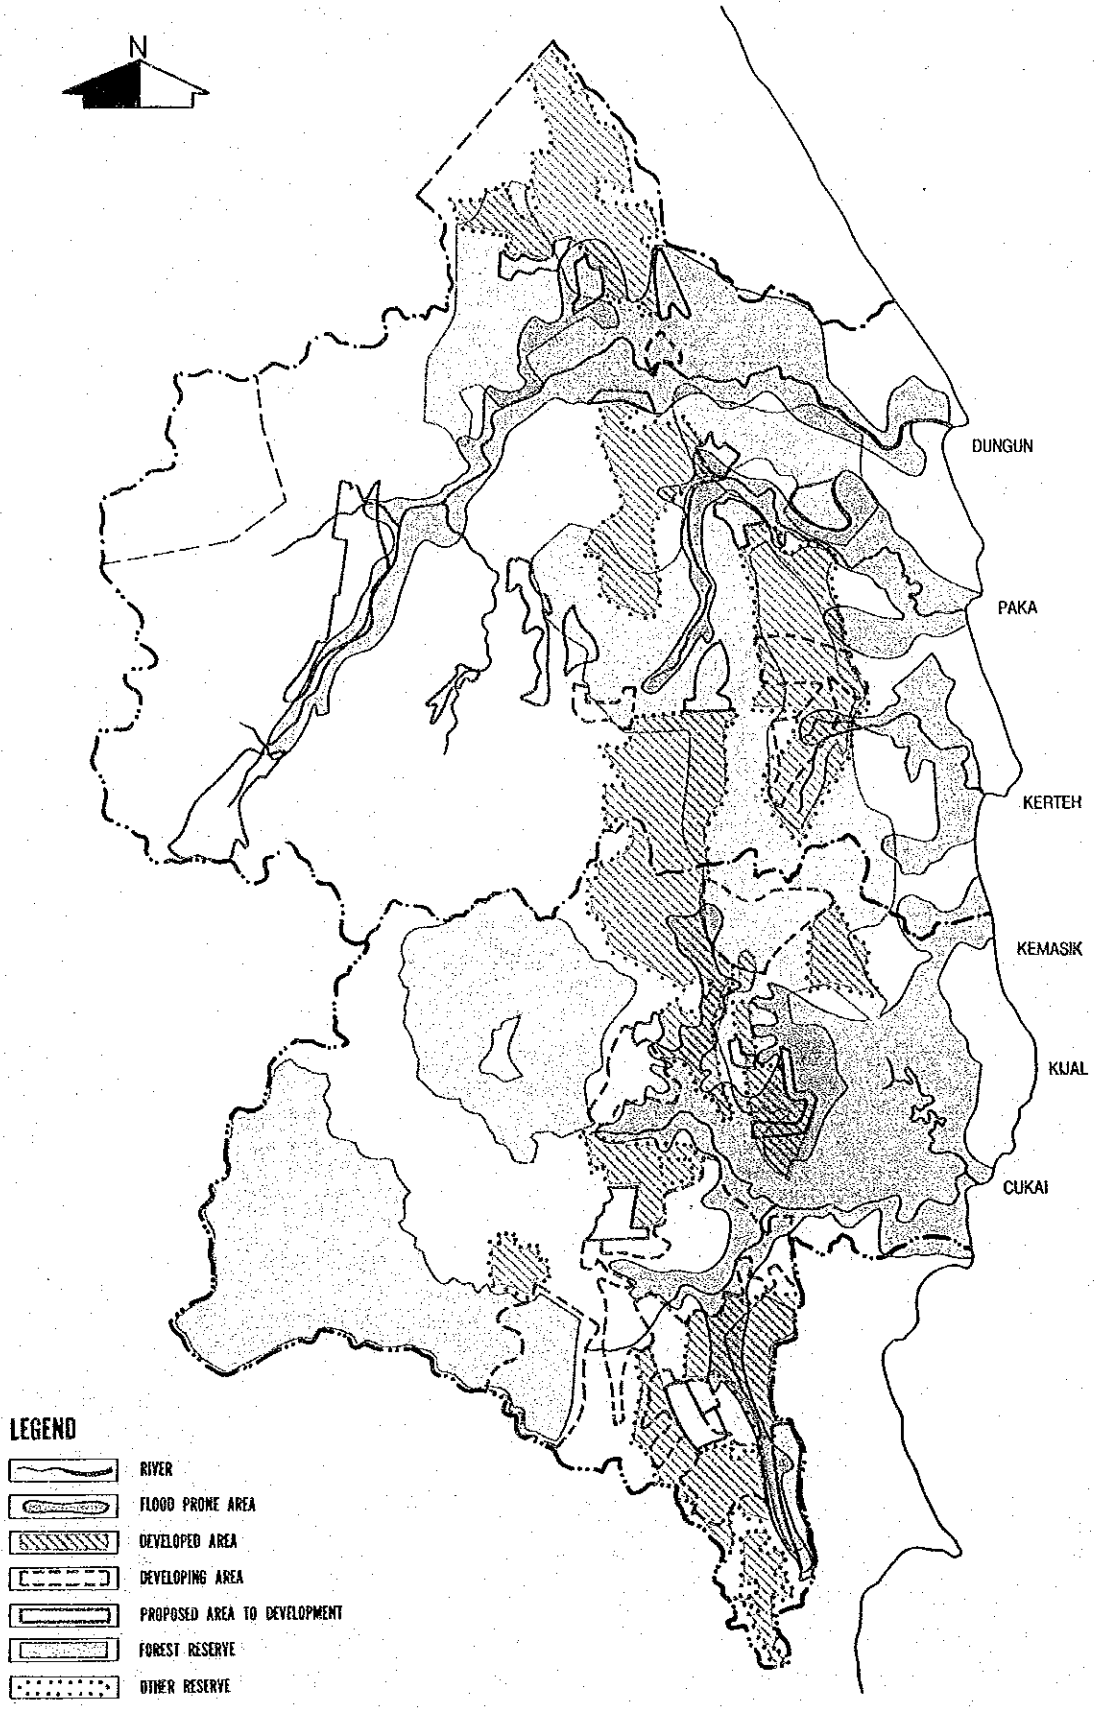 N
DUNGUN
PAKA
KERTEH
KEMASIK
KIJAL
CUKAI
LEGEND
RIVER
FLOOD PRONE AREA
DEVELOPED AREA
DEVELOPING AREA
PROPOSED AREA TO DEVELOPMENT
FOREST RESERVE
OTHER RESERVE